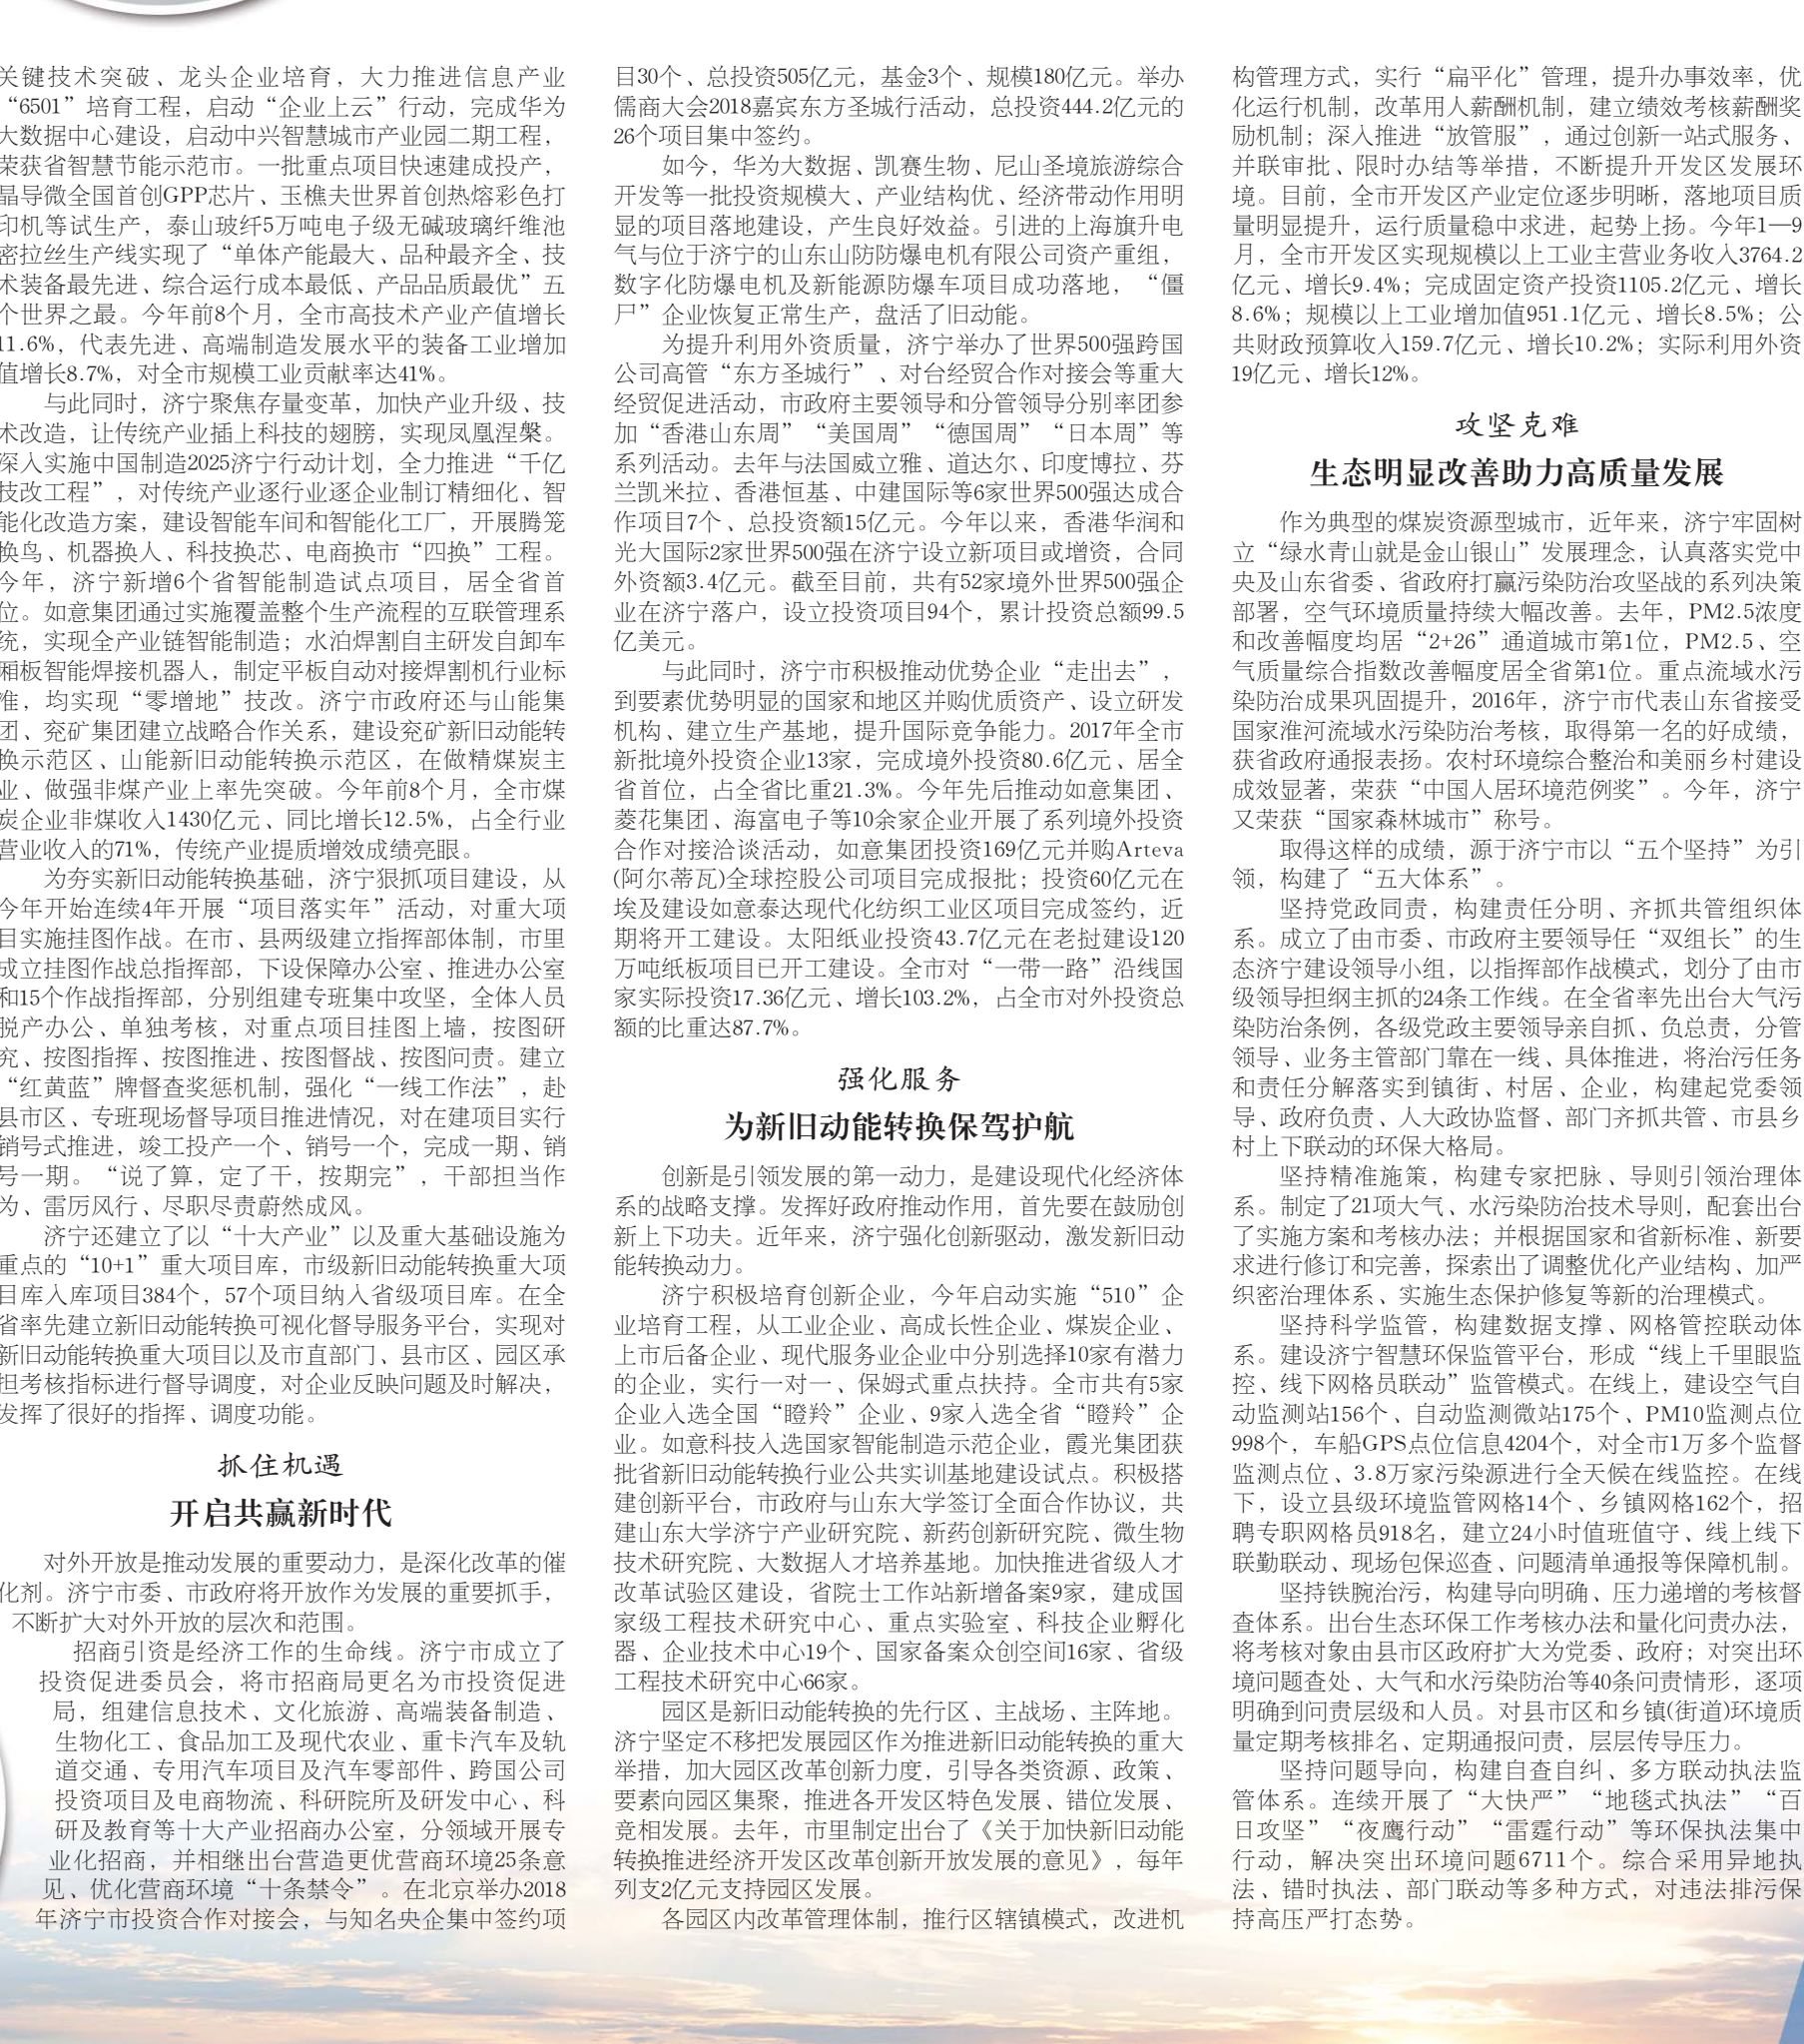 关键技术突破、龙头企业培育，大力推进信息产业
“6501”培育工程，启动“企业上云”行动，完成华为
大数据中心建设，启动中兴智慧城市产业园二期工程，
荣获省智慧节能示范市。一批重点项目快速建成投产，
晶导微全国首创GPP芯片、玉樵夫世界首创热熔彩色打
印机等试生产，泰山玻纤5万吨电子级无碱玻璃纤维池
密拉丝生产线实现了“单体产能最大、品种最齐全、技
术装备最先进、综合运行成本最低、产品品质最优”五
个世界之最。今年前8个月，全市高技术产业产值增长
11.6%，代表先进、高端制造发展水平的装备工业增加
值增长8.7%，对全市规模工业贡献率达41%。
与此同时，济宁聚焦存量变革，加快产业升级、技
术改造，让传统产业插上科技的翅膀，实现凤凰涅槃。
深入实施中国制造2025济宁行动计划，全力推进“千亿
技改工程”，对传统产业逐行业逐企业制订精细化、智
能化改造方案，建设智能车间和智能化工厂，开展腾笼
换鸟、机器换人、科技换芯、电商换市“四换”工程。
今年，济宁新增6个省智能制造试点项目，居全省首
位。如意集团通过实施覆盖整个生产流程的互联管理系
统，实现全产业链智能制造；水泊焊割自主研发自卸车
厢板智能焊接机器人，制定平板自动对接焊割机行业标
准，均实现“零增地”技改。济宁市政府还与山能集
团、兖矿集团建立战略合作关系，建设兖矿新旧动能转
换示范区、山能新旧动能转换示范区，在做精煤炭主
业、做强非煤产业上率先突破。今年前8个月，全市煤
炭企业非煤收入1430亿元、同比增长12.5%，占全行业
营业收入的71%，传统产业提质增效成绩亮眼。
为夯实新旧动能转换基础，济宁狠抓项目建设，从
今年开始连续4年开展“项目落实年”活动，对重大项
目实施挂图作战。在市、县两级建立指挥部体制，市里
成立挂图作战总指挥部，下设保障办公室、推进办公室
和15个作战指挥部，分别组建专班集中攻坚，全体人员
脱产办公、单独考核，对重点项目挂图上墙，按图研
究、按图指挥、按图推进、按图督战、按图问责。建立
“红黄蓝”牌督查奖惩机制，强化“一线工作法”，赴
县市区、专班现场督导项目推进情况，对在建项目实行
销号式推进，竣工投产一个、销号一个，完成一期、销
号一期。“说了算，定了干，按期完”，干部担当作
为、雷厉风行、尽职尽责蔚然成风。
济宁还建立了以“十大产业”以及重大基础设施为
重点的“10+1”重大项目库，市级新旧动能转换重大项
目库入库项目384个，57个项目纳入省级项目库。在全
省率先建立新旧动能转换可视化督导服务平台，实现对
新旧动能转换重大项目以及市直部门、县市区、园区承
担考核指标进行督导调度，对企业反映问题及时解决，
发挥了很好的指挥、调度功能。
抓住机遇
开启共赢新时代
对外开放是推动发展的重要动力，是深化改革的催
化剂。济宁市委、市政府将开放作为发展的重要抓手，
不断扩大对外开放的层次和范围。
招商引资是经济工作的生命线。济宁市成立了
投资促进委员会，将市招商局更名为市投资促进
局，组建信息技术、文化旅游、高端装备制造、
生物化工、食品加工及现代农业、重卡汽车及轨
道交通、专用汽车项目及汽车零部件、跨国公司
投资项目及电商物流、科研院所及研发中心、科
研及教育等十大产业招商办公室，分领域开展专
业化招商，并相继出台营造更优营商环境25条意
见、优化营商环境“十条禁令”。在北京举办2018
年济宁市投资合作对接会，与知名央企集中签约项
目30个、总投资505亿元，基金3个、规模180亿元。举办
儒商大会2018嘉宾东方圣城行活动，总投资444.2亿元的
26个项目集中签约。
如今，华为大数据、凯赛生物、尼山圣境旅游综合
开发等一批投资规模大、产业结构优、经济带动作用明
显的项目落地建设，产生良好效益。引进的上海旗升电
气与位于济宁的山东山防防爆电机有限公司资产重组，
数字化防爆电机及新能源防爆车项目成功落地，“僵
尸”企业恢复正常生产，盘活了旧动能。
为提升利用外资质量，济宁举办了世界500强跨国
公司高管“东方圣城行”、对台经贸合作对接会等重大
经贸促进活动，市政府主要领导和分管领导分别率团参
加“香港山东周”“美国周”“德国周”“日本周”等
系列活动。去年与法国威立雅、道达尔、印度博拉、芬
兰凯米拉、香港恒基、中建国际等6家世界500强达成合
作项目7个、总投资额15亿元。今年以来，香港华润和
光大国际2家世界500强在济宁设立新项目或增资，合同
外资额3.4亿元。截至目前，共有52家境外世界500强企
业在济宁落户，设立投资项目94个，累计投资总额99.5
亿美元。
与此同时，济宁市积极推动优势企业“走出去”，
到要素优势明显的国家和地区并购优质资产、设立研发
机构、建立生产基地，提升国际竞争能力。2017年全市
新批境外投资企业13家，完成境外投资80.6亿元、居全
省首位，占全省比重21.3%。今年先后推动如意集团、
菱花集团、海富电子等10余家企业开展了系列境外投资
合作对接洽谈活动，如意集团投资169亿元并购Arteva
(阿尔蒂瓦)全球控股公司项目完成报批；投资60亿元在
埃及建设如意泰达现代化纺织工业区项目完成签约，近
期将开工建设。太阳纸业投资43.7亿元在老挝建设120
万吨纸板项目已开工建设。全市对“一带一路”沿线国
家实际投资17.36亿元、增长103.2%，占全市对外投资总
额的比重达87.7%。
强化服务
为新旧动能转换保驾护航
创新是引领发展的第一动力，是建设现代化经济体
系的战略支撑。发挥好政府推动作用，首先要在鼓励创
新上下功夫。近年来，济宁强化创新驱动，激发新旧动
能转换动力。
济宁积极培育创新企业，今年启动实施“510”企
业培育工程，从工业企业、高成长性企业、煤炭企业、
上市后备企业、现代服务业企业中分别选择10家有潜力
的企业，实行一对一、保姆式重点扶持。全市共有5家
企业入选全国“瞪羚”企业、9家入选全省“瞪羚”企
业。如意科技入选国家智能制造示范企业，霞光集团获
批省新旧动能转换行业公共实训基地建设试点。积极搭
建创新平台，市政府与山东大学签订全面合作协议，共
建山东大学济宁产业研究院、新药创新研究院、微生物
技术研究院、大数据人才培养基地。加快推进省级人才
改革试验区建设，省院士工作站新增备案9家，建成国
家级工程技术研究中心、重点实验室、科技企业孵化
器、企业技术中心19个、国家备案众创空间16家、省级
工程技术研究中心66家。
园区是新旧动能转换的先行区、主战场、主阵地。
济宁坚定不移把发展园区作为推进新旧动能转换的重大
举措，加大园区改革创新力度，引导各类资源、政策、
要素向园区集聚，推进各开发区特色发展、错位发展、
竞相发展。去年，市里制定出台了《关于加快新旧动能
转换推进经济开发区改革创新开放发展的意见》，每年
列支2亿元支持园区发展。
各园区内改革管理体制，推行区辖镇模式，改进机
构管理方式，实行“扁平化”管理，提升办事效率，优
化运行机制，改革用人薪酬机制，建立绩效考核薪酬奖
励机制；深入推进“放管服”，通过创新一站式服务、
并联审批、限时办结等举措，不断提升开发区发展环
境。目前，全市开发区产业定位逐步明晰，落地项目质
量明显提升，运行质量稳中求进，起势上扬。今年1—9
月，全市开发区实现规模以上工业主营业务收入3764.2
亿元、增长9.4%；完成固定资产投资1105.2亿元、增长
8.6%；规模以上工业增加值951.1亿元、增长8.5%；公
共财政预算收入159.7亿元、增长10.2%；实际利用外资
19亿元、增长12%。
攻坚克难
生态明显改善助力高质量发展
作为典型的煤炭资源型城市，近年来，济宁牢固树
立“绿水青山就是金山银山”发展理念，认真落实党中
央及山东省委、省政府打赢污染防治攻坚战的系列决策
部署，空气环境质量持续大幅改善。去年，PM2.5浓度
和改善幅度均居“2+26”通道城市第1位，PM2.5、空
气质量综合指数改善幅度居全省第1位。重点流域水污
染防治成果巩固提升，2016年，济宁市代表山东省接受
国家淮河流域水污染防治考核，取得第一名的好成绩，
获省政府通报表扬。农村环境综合整治和美丽乡村建设
成效显著，荣获“中国人居环境范例奖”。今年，济宁
又荣获“国家森林城市”称号。
取得这样的成绩，源于济宁市以“五个坚持”为引
领，构建了“五大体系”。
坚持党政同责，构建责任分明、齐抓共管组织体
系。成立了由市委、市政府主要领导任“双组长”的生
态济宁建设领导小组，以指挥部作战模式，划分了由市
级领导担纲主抓的24条工作线。在全省率先出台大气污
染防治条例，各级党政主要领导亲自抓、负总责，分管
领导、业务主管部门靠在一线、具体推进，将治污任务
和责任分解落实到镇街、村居、企业，构建起党委领
导、政府负责、人大政协监督、部门齐抓共管、市县乡
村上下联动的环保大格局。
坚持精准施策，构建专家把脉、导则引领治理体
系。制定了21项大气、水污染防治技术导则，配套出台
了实施方案和考核办法；并根据国家和省新标准、新要
求进行修订和完善，探索出了调整优化产业结构、加严
织密治理体系、实施生态保护修复等新的治理模式。
坚持科学监管，构建数据支撑、网格管控联动体
系。建设济宁智慧环保监管平台，形成“线上千里眼监
控、线下网格员联动”监管模式。在线上，建设空气自
动监测站156个、自动监测微站175个、PM10监测点位
998个，车船GPS点位信息4204个，对全市1万多个监督
监测点位、3.8万家污染源进行全天候在线监控。在线
下，设立县级环境监管网格14个、乡镇网格162个，招
聘专职网格员918名，建立24小时值班值守、线上线下
联勤联动、现场包保巡查、问题清单通报等保障机制。
坚持铁腕治污，构建导向明确、压力递增的考核督
查体系。出台生态环保工作考核办法和量化问责办法，
将考核对象由县市区政府扩大为党委、政府；对突出环
境问题查处、大气和水污染防治等40条问责情形，逐项
明确到问责层级和人员。对县市区和乡镇(街道)环境质
量定期考核排名、定期通报问责，层层传导压力。
坚持问题导向，构建自查自纠、多方联动执法监
管体系。连续开展了“大快严”“地毯式执法”“百
日攻坚”“夜鹰行动”“雷霆行动”等环保执法集中
行动，解决突出环境问题6711个。综合采用异地执
法、错时执法、部门联动等多种方式，对违法排污保
持高压严打态势。